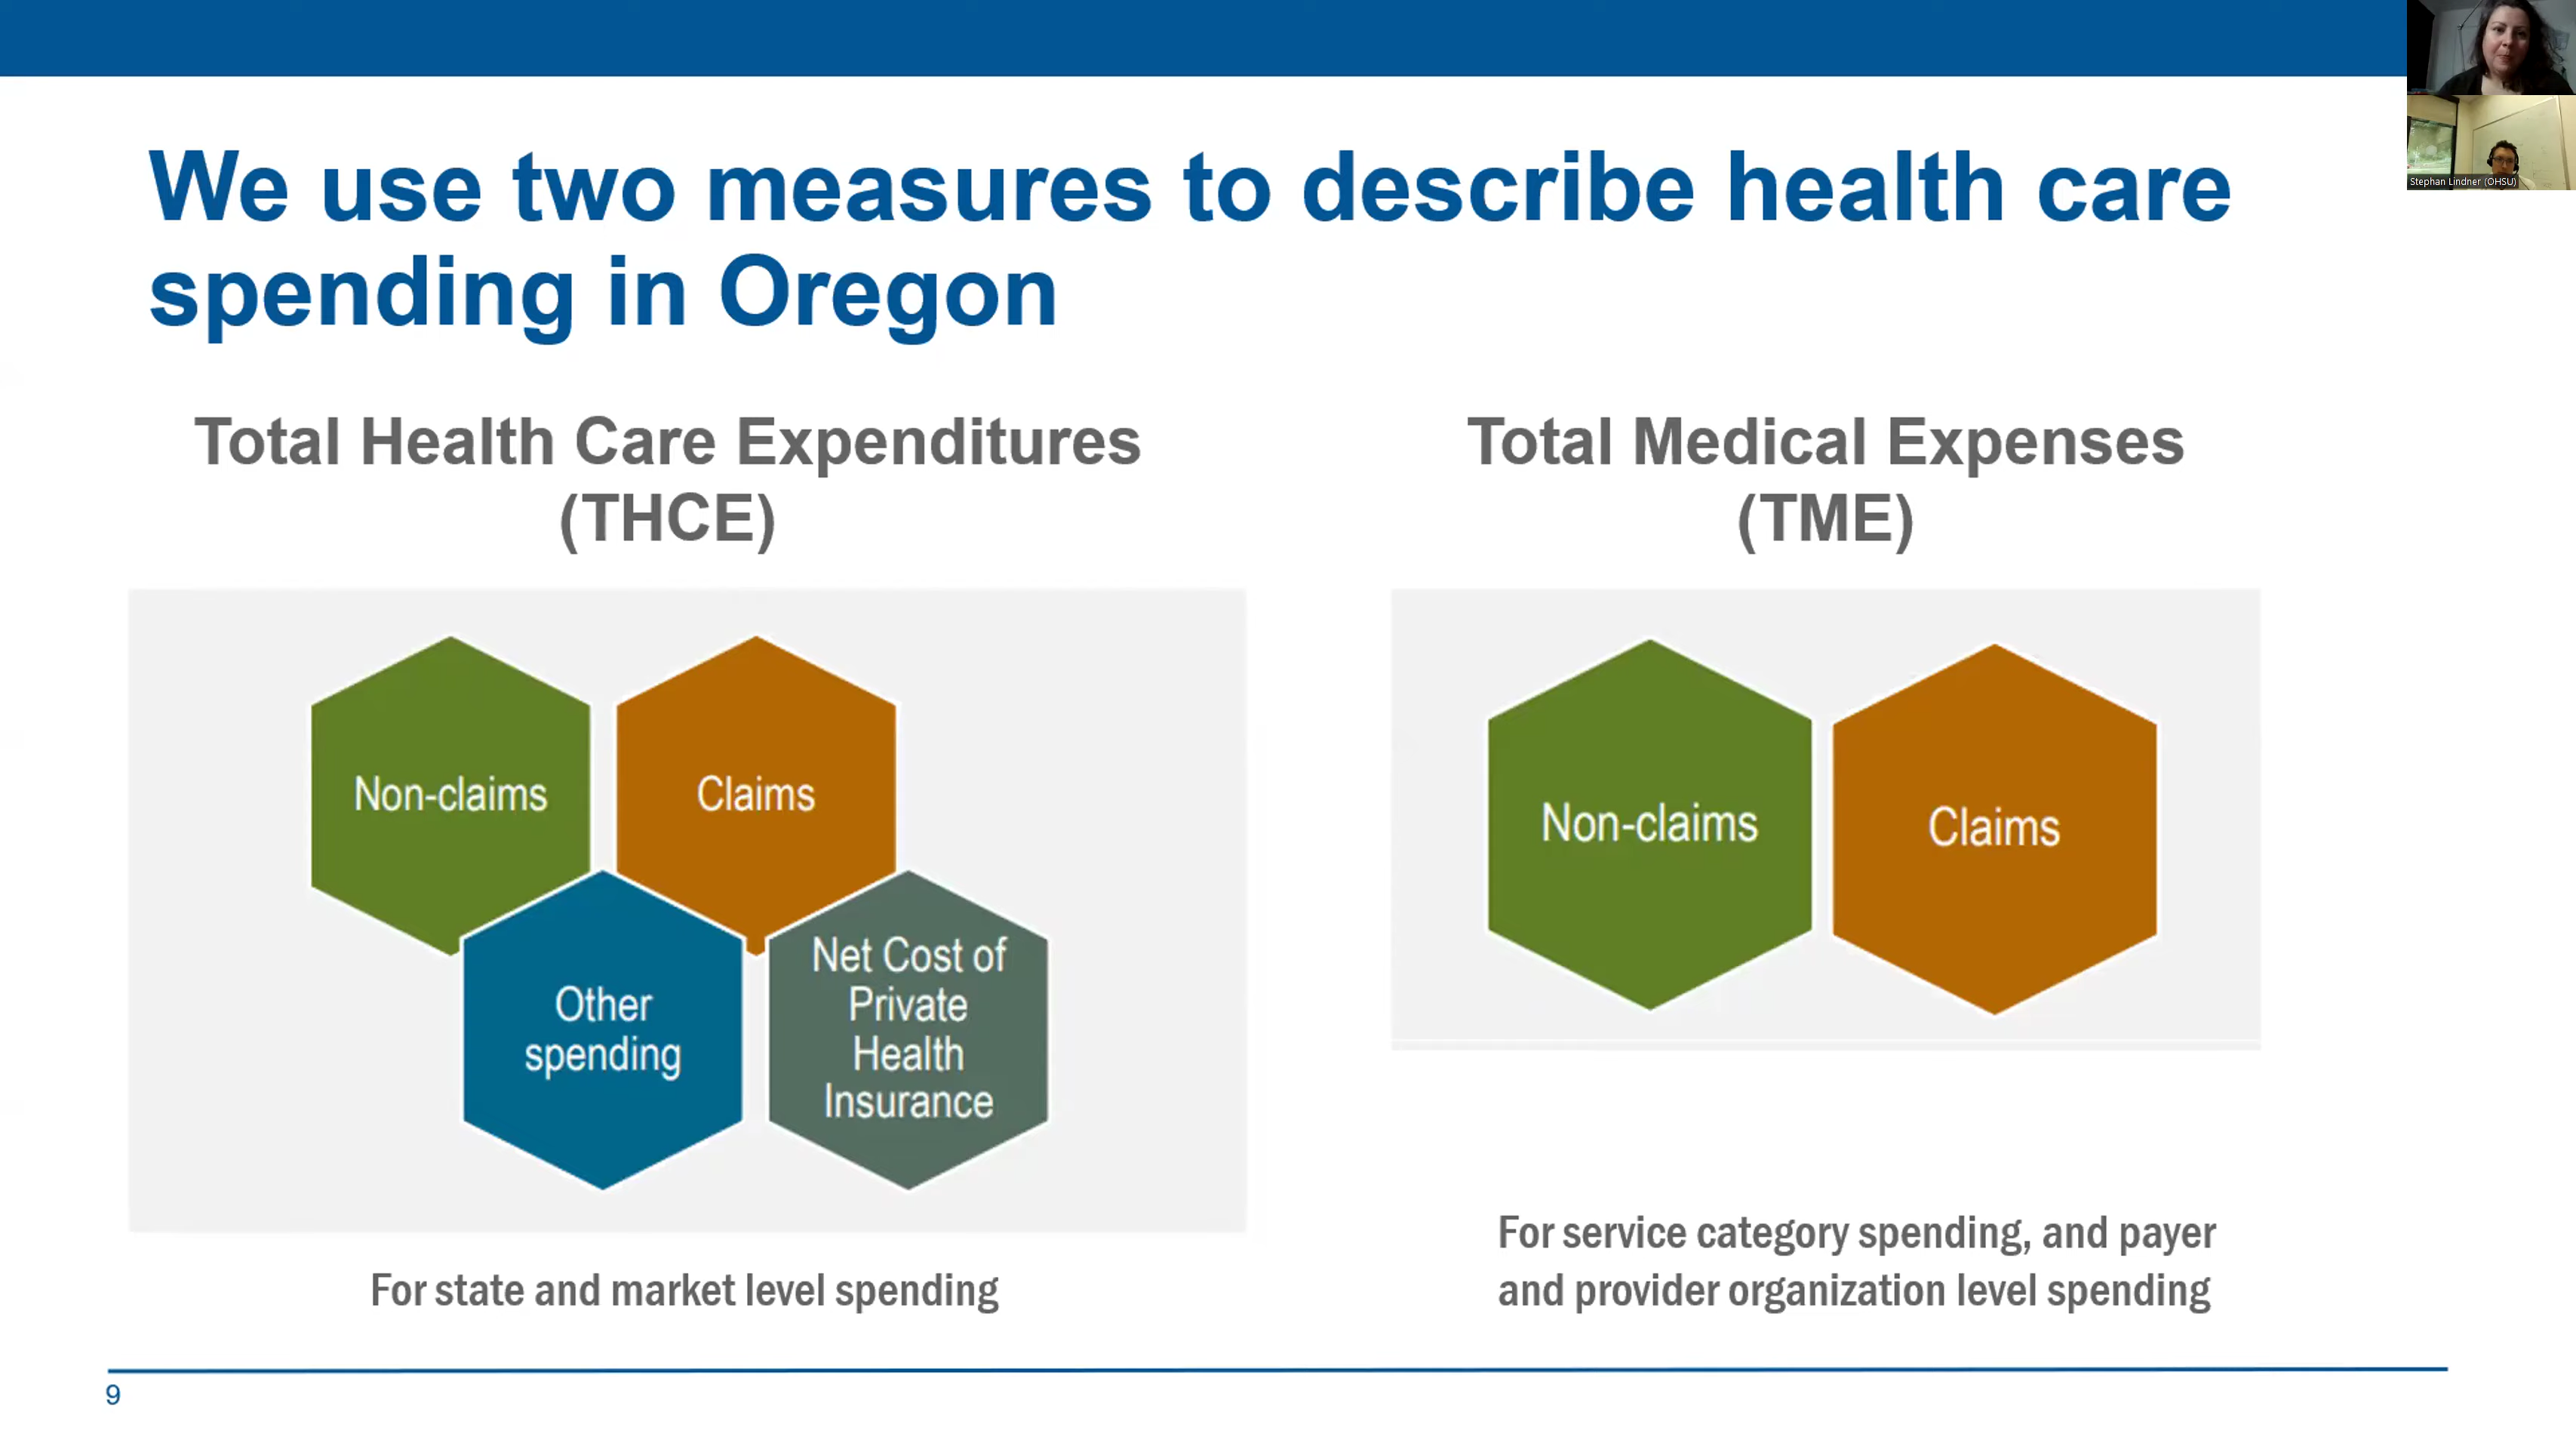 We use two measures to describe health care
spending in Oregon
Total Health Care Expenditures
(THCE)
Non-claims
Claims
Other
spending
Net Cost of
Private
Health
Insurance
For state and market level spending
Total Medical Expenses
(TME)
Non-claims
Claims
For service category spending, and payer
and provider organization level spending
9
Stephan Lindner (OHSU)